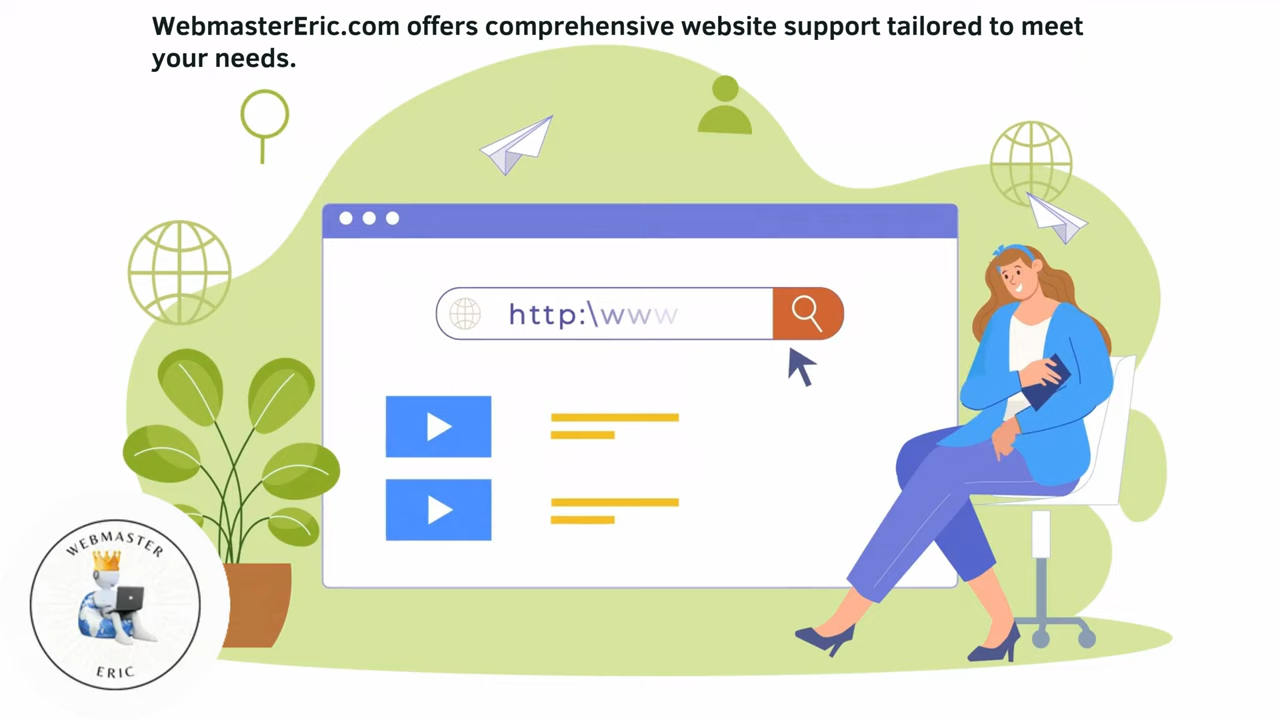 WebmasterEric.com offers comprehensive website support tailored to meet
your needs.
http:\www
WEBMASTER
ERIC